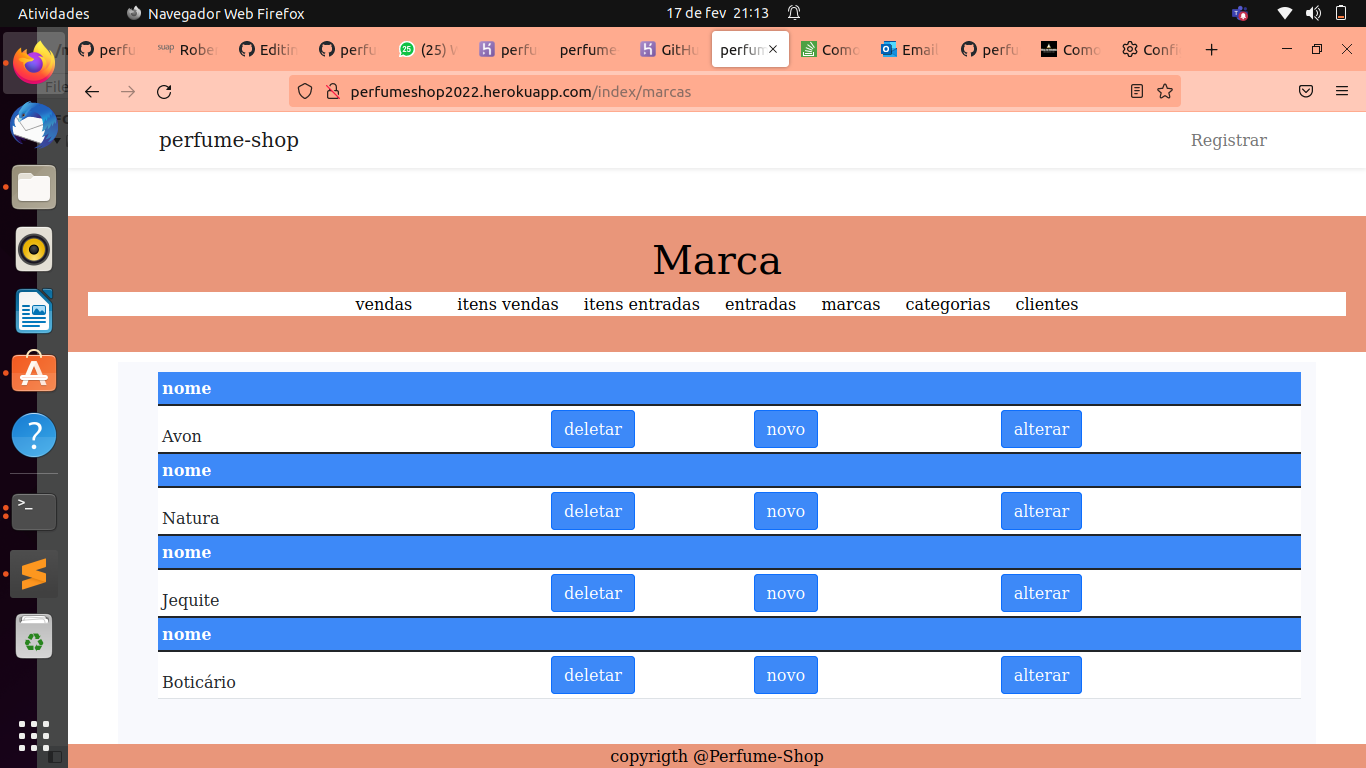 Atividades Navegador Web Firefox 17 de fev 21:13
perfu Rober Editin perfu (25) perfu perfume GitHu perfum Como Email perfu Como Confi
perfumeshop2022.herokuapp.com/index/marcas
perfume-shop Registrar
Marca
vendas itens vendas itens entradas entradas marcas categorias clientes
nome
Avon deletar novo alterar
nome
Natura deletar novo alterar
nome
Jequite deletar novo alterar
nome
Boticário deletar novo alterar
copyrigth @Perfume-Shop